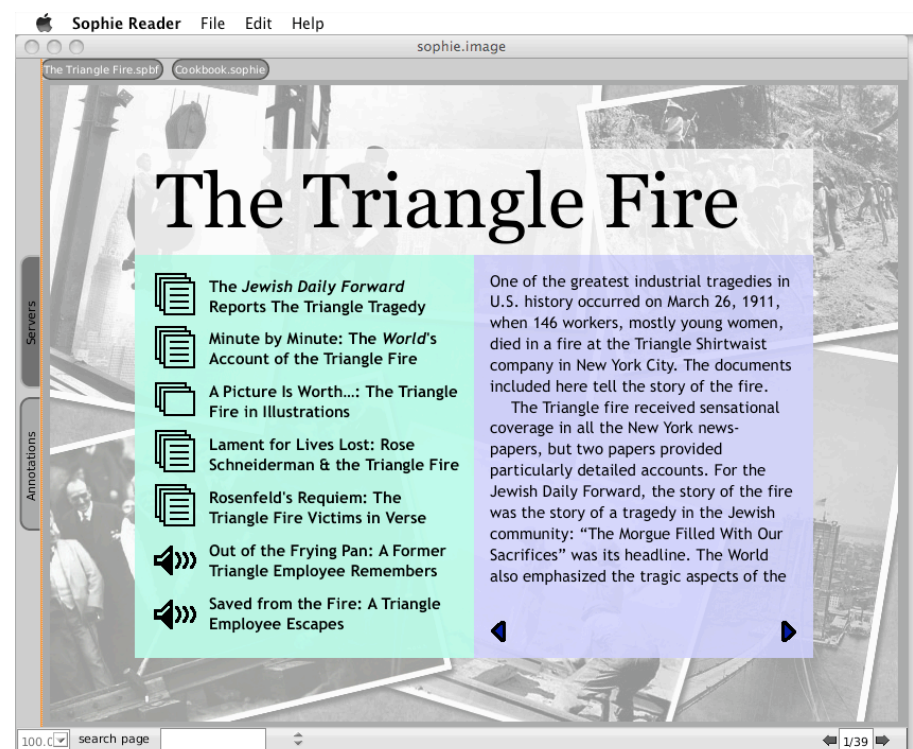 Sophie Reader File Edit Help
sophie.image
The Triangle Fire.spbf Cookbook.sophie
The Triangle Fire
Servers
Annotations
The Jewish Daily Forward
Reports The Triangle Tragedy
Minute by Minute: The World's
Account of the Triangle Fire
A Picture Is Worth…: The Triangle
Fire in Illustrations
Lament for Lives Lost: Rose
Schneiderman & the Triangle Fire
Rosenfeld's Requiem: The
Triangle Fire Victims in Verse
Out of the Frying Pan: A Former
Triangle Employee Remembers
Saved from the Fire: A Triangle
Employee Escapes
One of the greatest industrial tragedies in
U.S. history occurred on March 26, 1911,
when 146 workers, mostly young women,
died in a fire at the Triangle Shirtwaist
company in New York City. The documents
included here tell the story of the fire.
The Triangle fire received sensational
coverage in all the New York news-
papers, but two papers provided
particularly detailed accounts. For the
Jewish Daily Forward, the story of the fire
was the story of a tragedy in the Jewish
community: “The Morgue Filled With Our
Sacrifices” was its headline. The World
also emphasized the tragic aspects of the
100.0 search page 1/39